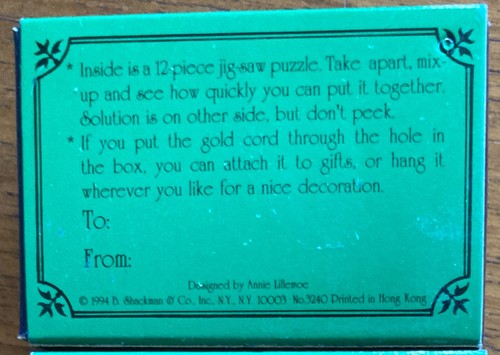 * Inside is a 12-piece jig-saw puzzle. Take apart, mix-
up and see how quickly you can put it together.
Solution is on other side, but don't peek.
* If you put the gold cord through the hole in
the box, you can attach it to gifts, or hang it
wherever you like for a nice decoration.
To:
From:
Designed by Annie Lillemoe
© 1994 B. Shackman & Co., Inc., N.Y., N.Y. 10003 No.3240 Printed in Hong Kong